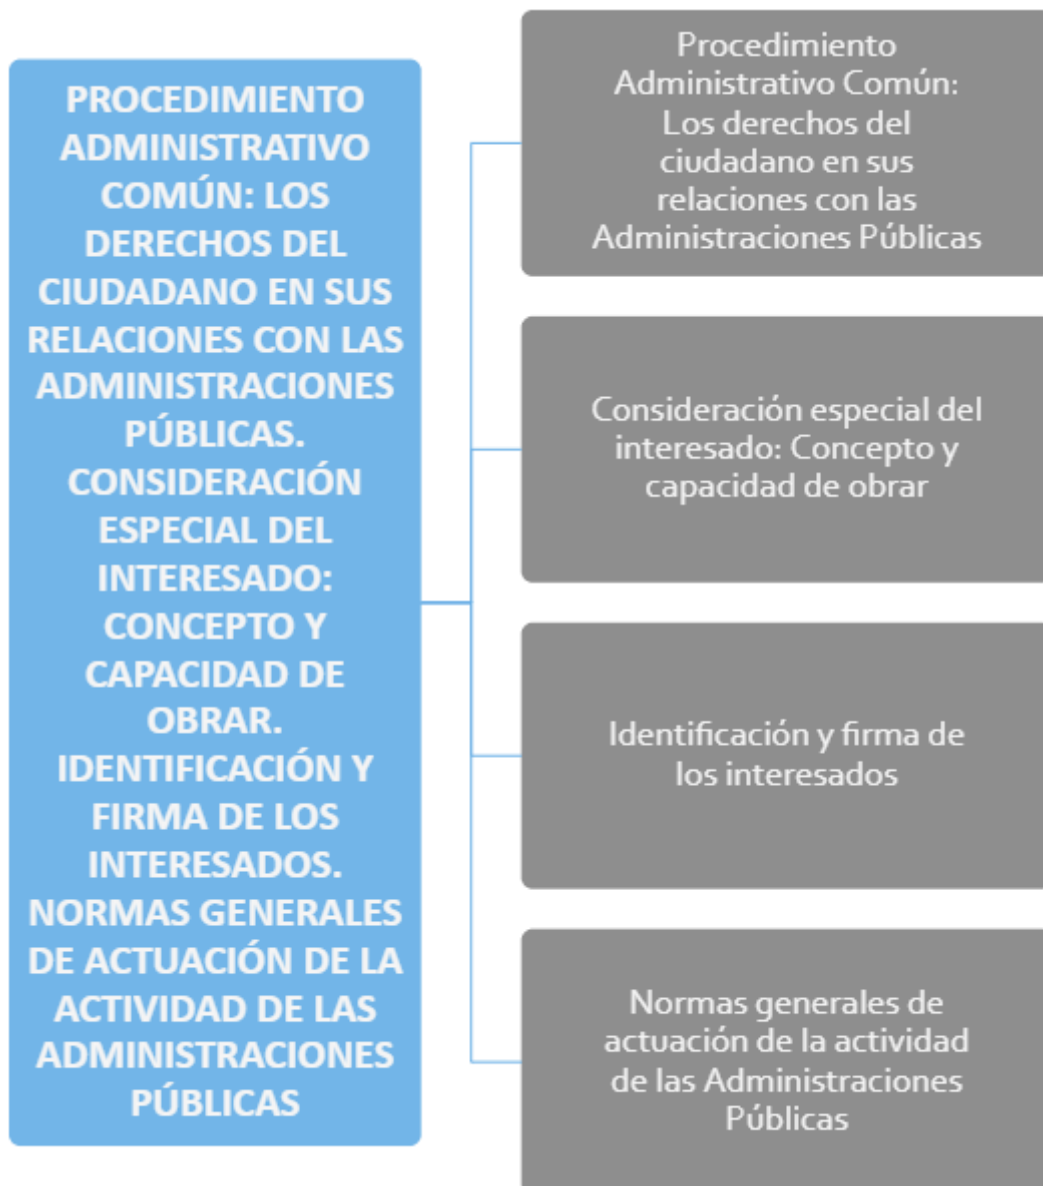 PROCEDIMIENTO
ADMINISTRATIVO
COMÚN: LOS
DERECHOS DEL
CIUDADANO EN SUS
RELACIONES CON LAS
ADMINISTRACIONES
PÚBLICAS.
CONSIDERACIÓN
ESPECIAL DEL
INTERESADO:
CONCEPTO Y
CAPACIDAD DE
OBRAR.
IDENTIFICACIÓN Y
FIRMA DE LOS
INTERESADOS.
NORMAS GENERALES
DE ACTUACIÓN DE LA
ACTIVIDAD DE LAS
ADMINISTRACIONES
PÚBLICAS
Procedimiento
Administrativo Común:
Los derechos del
ciudadano en sus
relaciones con las
Administraciones Públicas
Consideración especial del
interesado: Concepto y
capacidad de obrar
Identificación y firma de
los interesados
Normas generales de
actuación de la actividad
de las Administraciones
Públicas